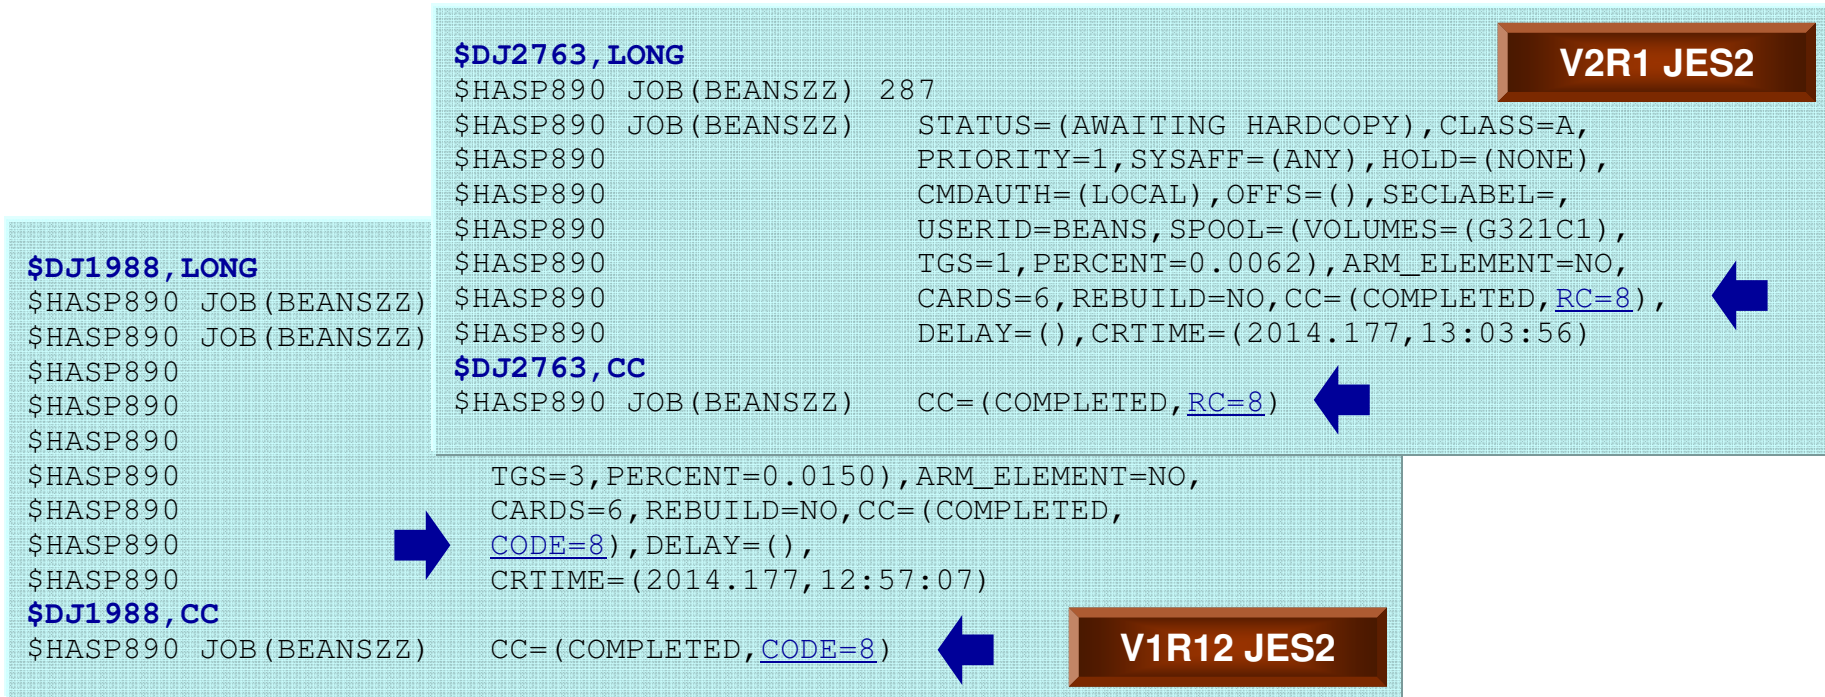 $DJ2763,LONG
$HASP890 JOB(BEANSZZ) 287
$HASP890 JOB(BEANSZZ) STATUS=(AWAITING HARDCOPY),CLASS=A,
$HASP890 PRIORITY=1,SYSAFF=(ANY),HOLD=(NONE),
$HASP890 CMDAUTH=(LOCAL),OFFS=(),SECLABEL=,
$HASP890 USERID=BEANS,SPOOL=(VOLUMES=(G321C1),
$HASP890 TGS=1,PERCENT=0.0062),ARM_ELEMENT=NO,
$HASP890 CARDS=6,REBUILD=NO,CC=(COMPLETED,RC=8),
$HASP890 DELAY=(),CRTIME=(2014.177,13:03:56)
$DJ2763,CC
$HASP890 JOB(BEANSZZ) CC=(COMPLETED,RC=8)
V2R1 JES2
$DJ1988,LONG
$HASP890 JOB(BEANSZZ)
$HASP890 JOB(BEANSZZ)
$HASP890
$HASP890
$HASP890
$HASP890 TGS=3,PERCENT=0.0150),ARM_ELEMENT=NO,
$HASP890 CARDS=6,REBUILD=NO,CC=(COMPLETED,
$HASP890 CODE=8),DELAY=(),
$HASP890 CRTIME=(2014.177,12:57:07)
$DJ1988,CC
$HASP890 JOB(BEANSZZ) CC=(COMPLETED,CODE=8)
V1R12 JES2